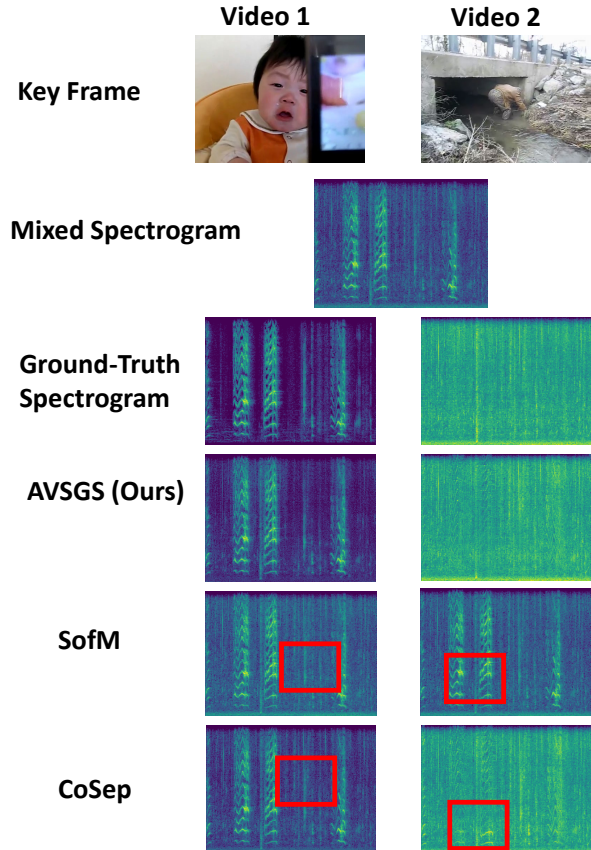 Video 1
Video 2
Key Frame
Mixed Spectrogram
Ground-Truth
Spectrogram
AVSGS (Ours)
SofM
CoSep